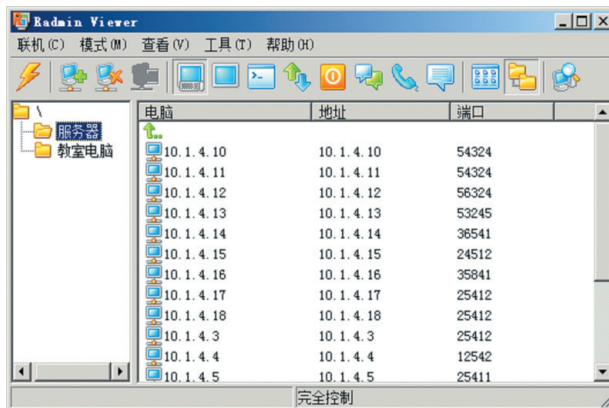 Radmin Viewer
联机(C) 模式(M) 查看(V) 工具(T) 帮助(H)
\
服务器
教室电脑
电脑 地址 端口
10.1.4.10 10.1.4.10 54324
10.1.4.11 10.1.4.11 54324
10.1.4.12 10.1.4.12 56324
10.1.4.13 10.1.4.13 53245
10.1.4.14 10.1.4.14 36541
10.1.4.15 10.1.4.15 24512
10.1.4.16 10.1.4.16 35841
10.1.4.17 10.1.4.17 25412
10.1.4.18 10.1.4.18 25412
10.1.4.3 10.1.4.3 25412
10.1.4.4 10.1.4.4 12542
10.1.4.5 10.1.4.5 25411
完全控制